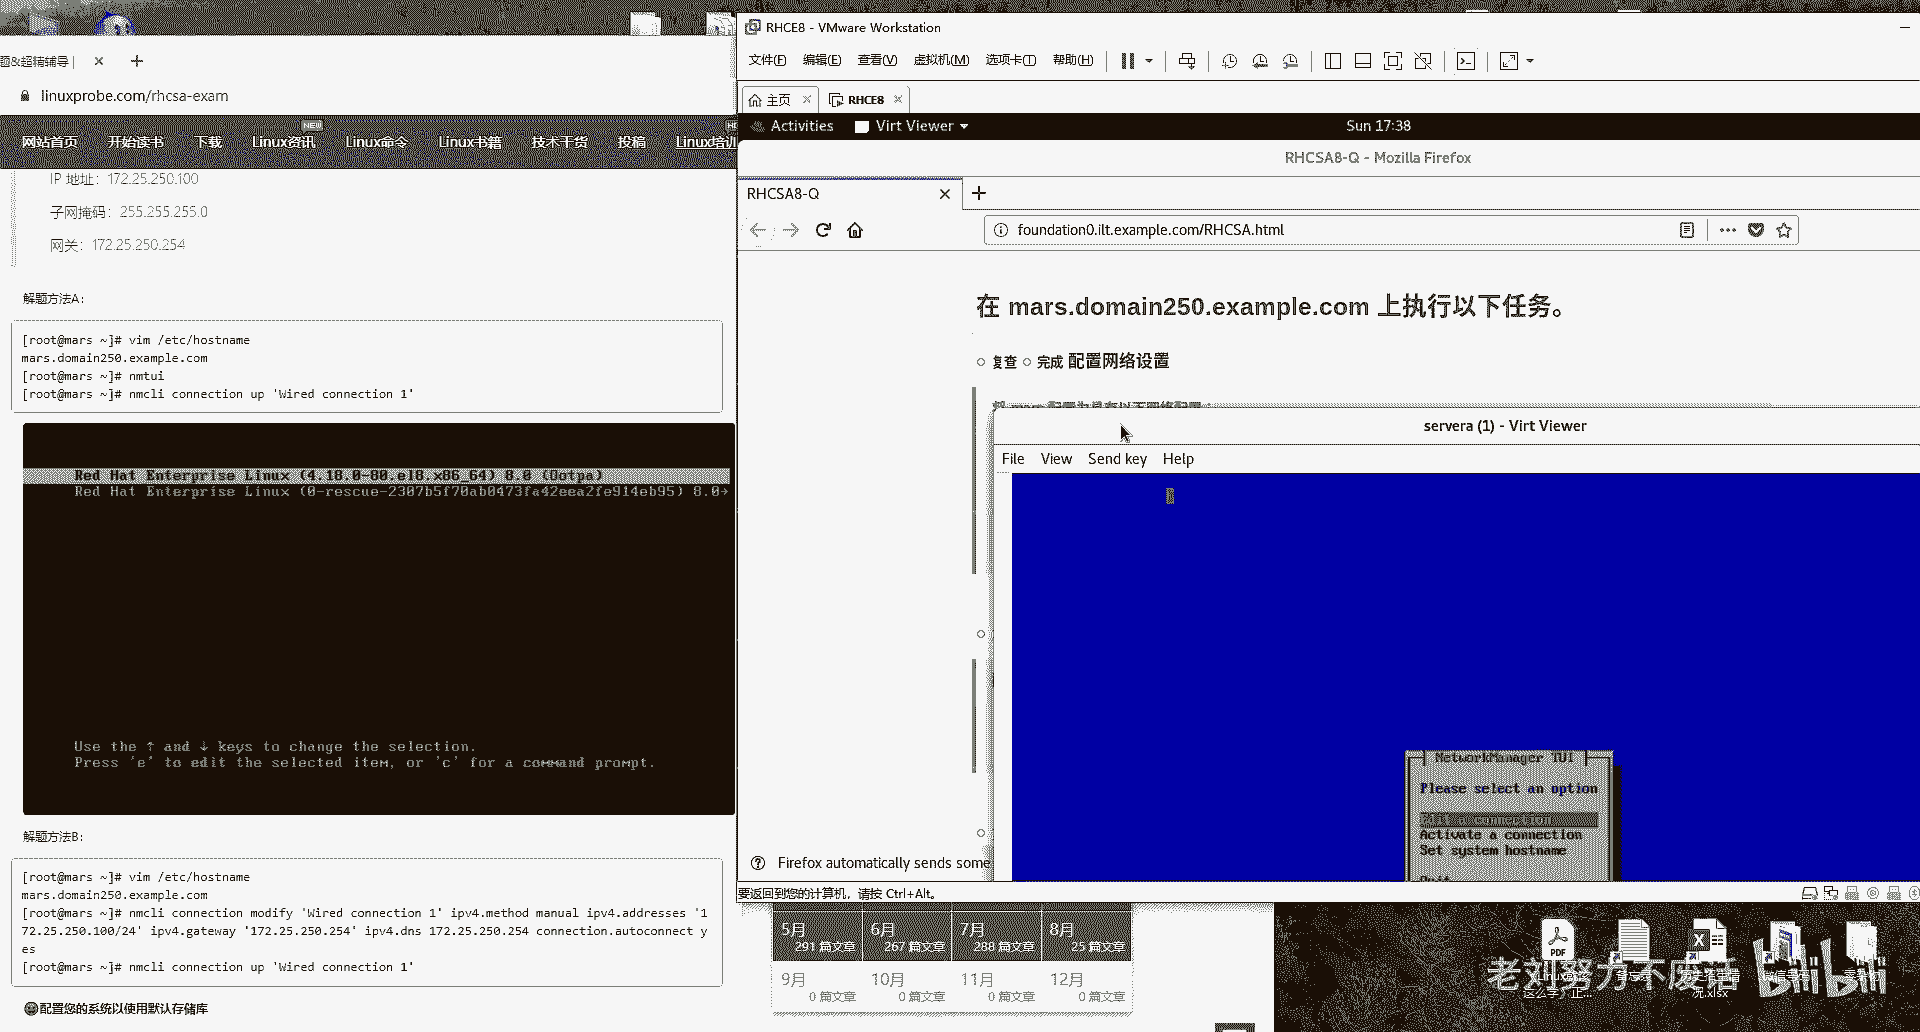 题&超精辅导 |
linuxprobe.com/rhcsa-exam
NEW
网站首页 开始读书 下载 Linux资讯 Linux命令 Linux书籍 技术干货 投稿 Linux培训
IP 地址：172.25.250.100
子网掩码：255.255.255.0
网关：172.25.250.254
解题方法A:
[root@mars ~]# vim /etc/hostname
mars.domain250.example.com
[root@mars ~]# nmtui
[root@mars ~]# nmcli connection up 'Wired connection 1'
Red Hat Enterprise Linux (4.18.0-80.el8.x86_64) 8.0 (Ootpa)
Red Hat Enterprise Linux (0-rescue-2307b5f70ab0473fa42eea2fe914eb95) 8.0→
Use the ↑ and ↓ keys to change the selection.
Press 'e' to edit the selected item, or 'c' for a command prompt.
解题方法B:
[root@mars ~]# vim /etc/hostname
mars.domain250.example.com
[root@mars ~]# nmcli connection modify 'Wired connection 1' ipv4.method manual ipv4.addresses '1
72.25.250.100/24' ipv4.gateway '172.25.250.254' ipv4.dns 172.25.250.254 connection.autoconnect y
es
[root@mars ~]# nmcli connection up 'Wired connection 1'
配置您的系统以使用默认存储库
RHCE8 - VMware Workstation
文件(F) 编辑(E) 查看(V) 虚拟机(M) 选项卡(T) 帮助(H)
主页 RHCE8
Activities Virt Viewer Sun 17:38
RHCSA8-Q - Mozilla Firefox
RHCSA8-Q
foundation0.ilt.example.com/RHCSA.html
在 mars.domain250.example.com 上执行以下任务。
复查 完成 配置网络设置
servera (1) - Virt Viewer
File View Send key Help
NetworkManager TUI
Please select an option
Edit a connection
Activate a connection
Set system hostname
Quit
Firefox automatically sends some
要返回到您的计算机，请按 Ctrl+Alt。
5月 6月 7月 8月
291 篇文章 267 篇文章 288 篇文章 25 篇文章
9月 10月 11月 12月
0 篇文章 0 篇文章 0 篇文章 0 篇文章
PDF
老刘努力不废话 bilibili